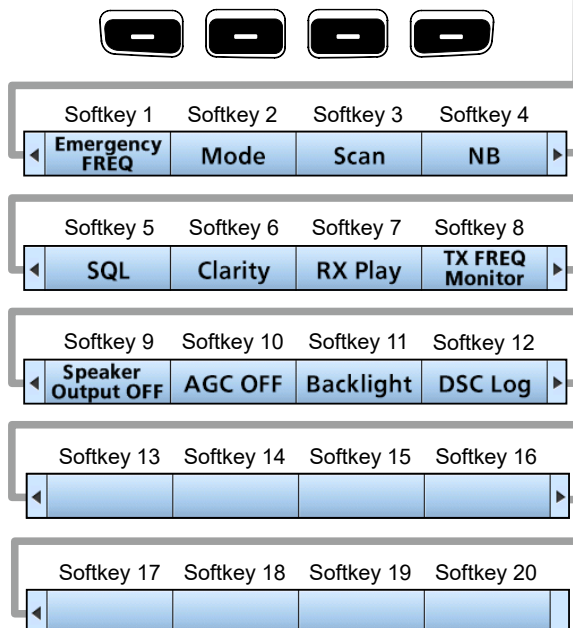 Softkey 1 Softkey 2 Softkey 3 Softkey 4
Emergency
FREQ
Mode
Scan
NB
Softkey 5 Softkey 6 Softkey 7 Softkey 8
SQL
Clarity
RX Play
TX FREQ
Monitor
Softkey 9 Softkey 10 Softkey 11 Softkey 12
Speaker
Output OFF
AGC OFF
Backlight
DSC Log
Softkey 13 Softkey 14 Softkey 15 Softkey 16
Softkey 17 Softkey 18 Softkey 19 Softkey 20